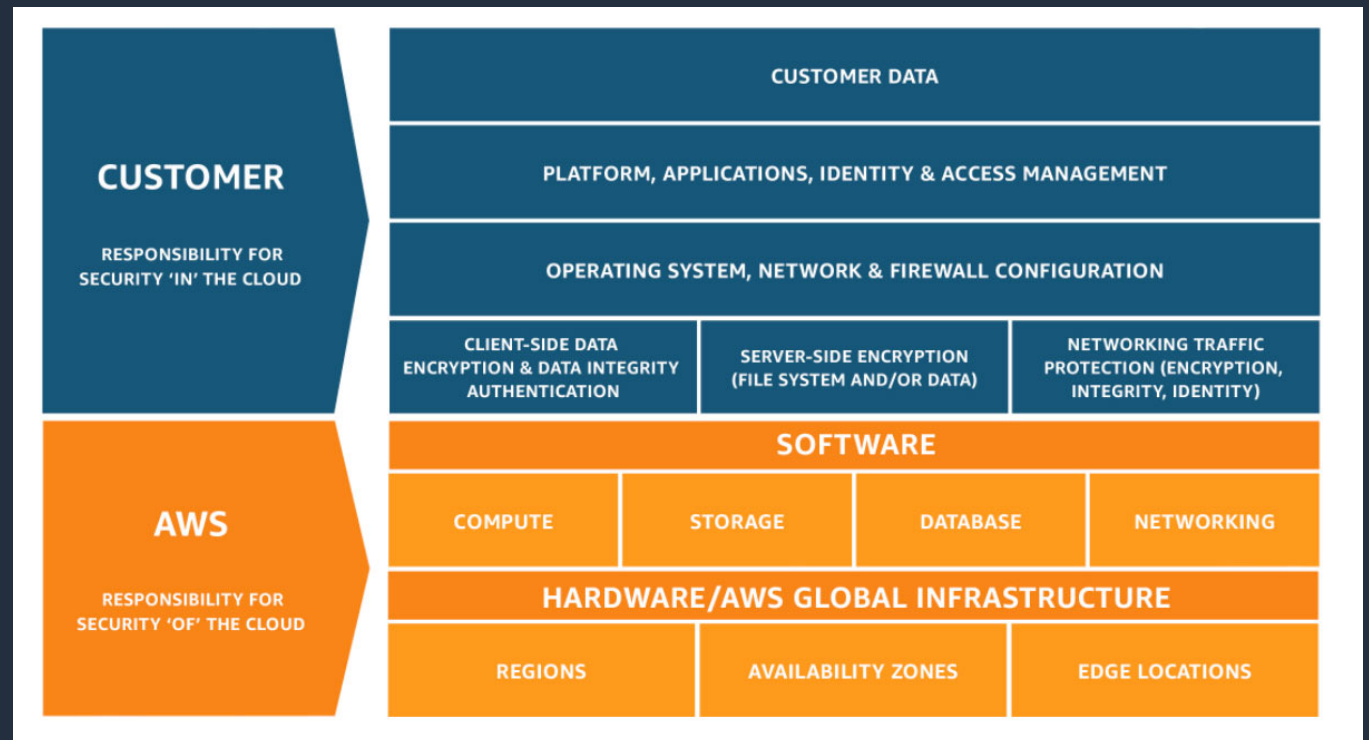 CUSTOMER
RESPONSIBILITY FOR
SECURITY ‘IN’ THE CLOUD
CUSTOMER DATA
PLATFORM, APPLICATIONS, IDENTITY & ACCESS MANAGEMENT
OPERATING SYSTEM, NETWORK & FIREWALL CONFIGURATION
CLIENT-SIDE DATA
ENCRYPTION & DATA INTEGRITY
AUTHENTICATION
SERVER-SIDE ENCRYPTION
(FILE SYSTEM AND/OR DATA)
NETWORKING TRAFFIC
PROTECTION (ENCRYPTION,
INTEGRITY, IDENTITY)
AWS
RESPONSIBILITY FOR
SECURITY ‘OF’ THE CLOUD
SOFTWARE
COMPUTE
STORAGE
DATABASE
NETWORKING
HARDWARE/AWS GLOBAL INFRASTRUCTURE
REGIONS
AVAILABILITY ZONES
EDGE LOCATIONS